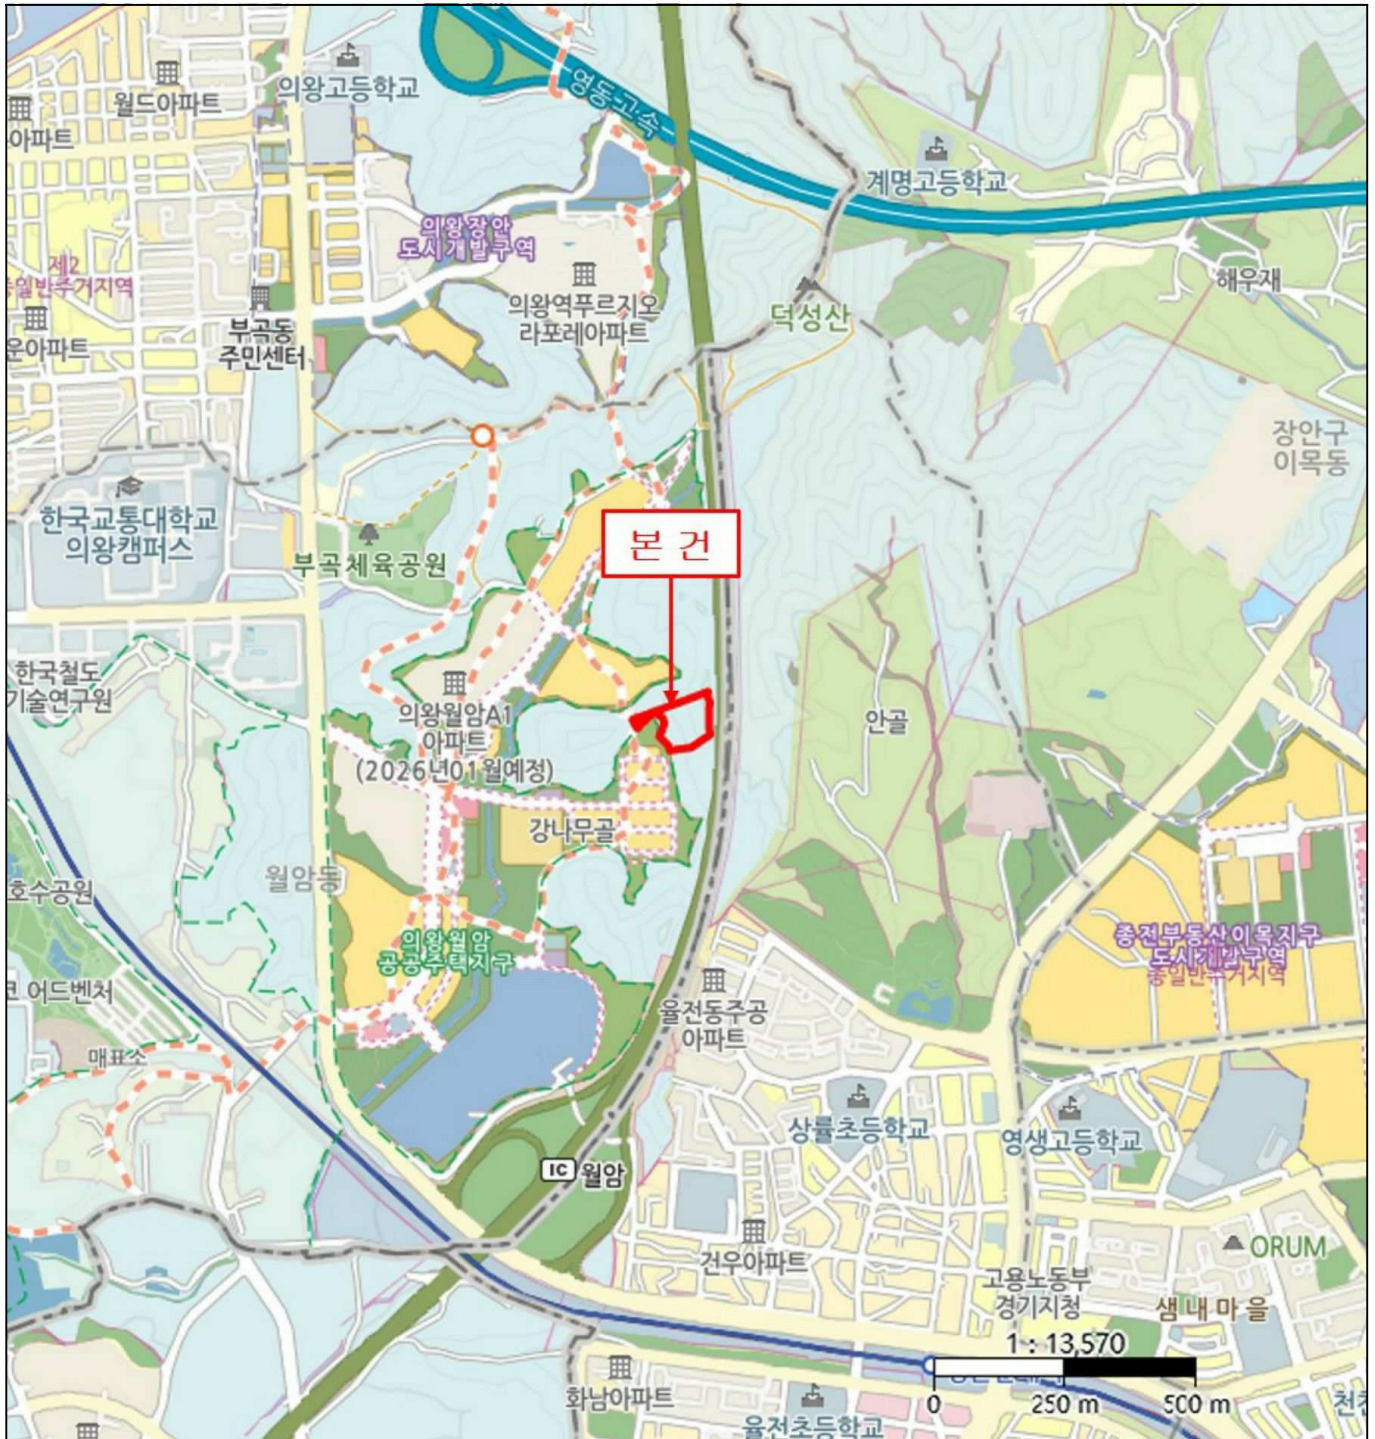 의왕고등학교
월드아파트
아파트
영동고속
계명고등학교
의왕장안
도시개발구역
제2
종일반주거지역
해우재
의왕역푸르지오
라포레아파트
덕성산
부곡동
주민센터
운아파트
장안구
이목동
한국교통대학교
의왕캠퍼스
본 건
부곡체육공원
한국철도
기술연구원
의왕월암A1
아파트
(2026년01월예정)
안골
강나무골
월암동
호수공원
의왕월암
공공주택지구
종전부동산이목지구
도시개발구역
종일반주거지역
어드벤처
율전동주공
아파트
매표소
상률초등학교
영생고등학교
IC 월암
건우아파트
ORUM
고용노동부
경기지청
샘내마을
1 : 13,570
화남아파트
0 250 m 500 m
율전초등학교
천천